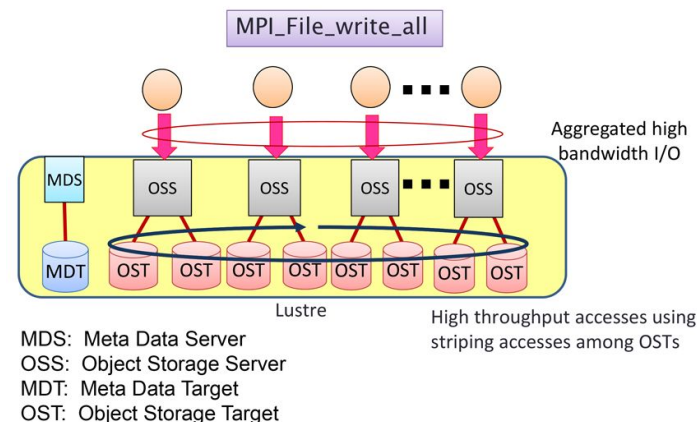 MPI_File_write_all
Aggregated high
bandwidth I/O
MDS
OSS
OSS
OSS
OSS
MDT
OST
OST
OST
OST
OST
OST
OST
OST
Lustre
High throughput accesses using
striping accesses among OSTs
MDS: Meta Data Server
OSS: Object Storage Server
MDT: Meta Data Target
OST: Object Storage Target